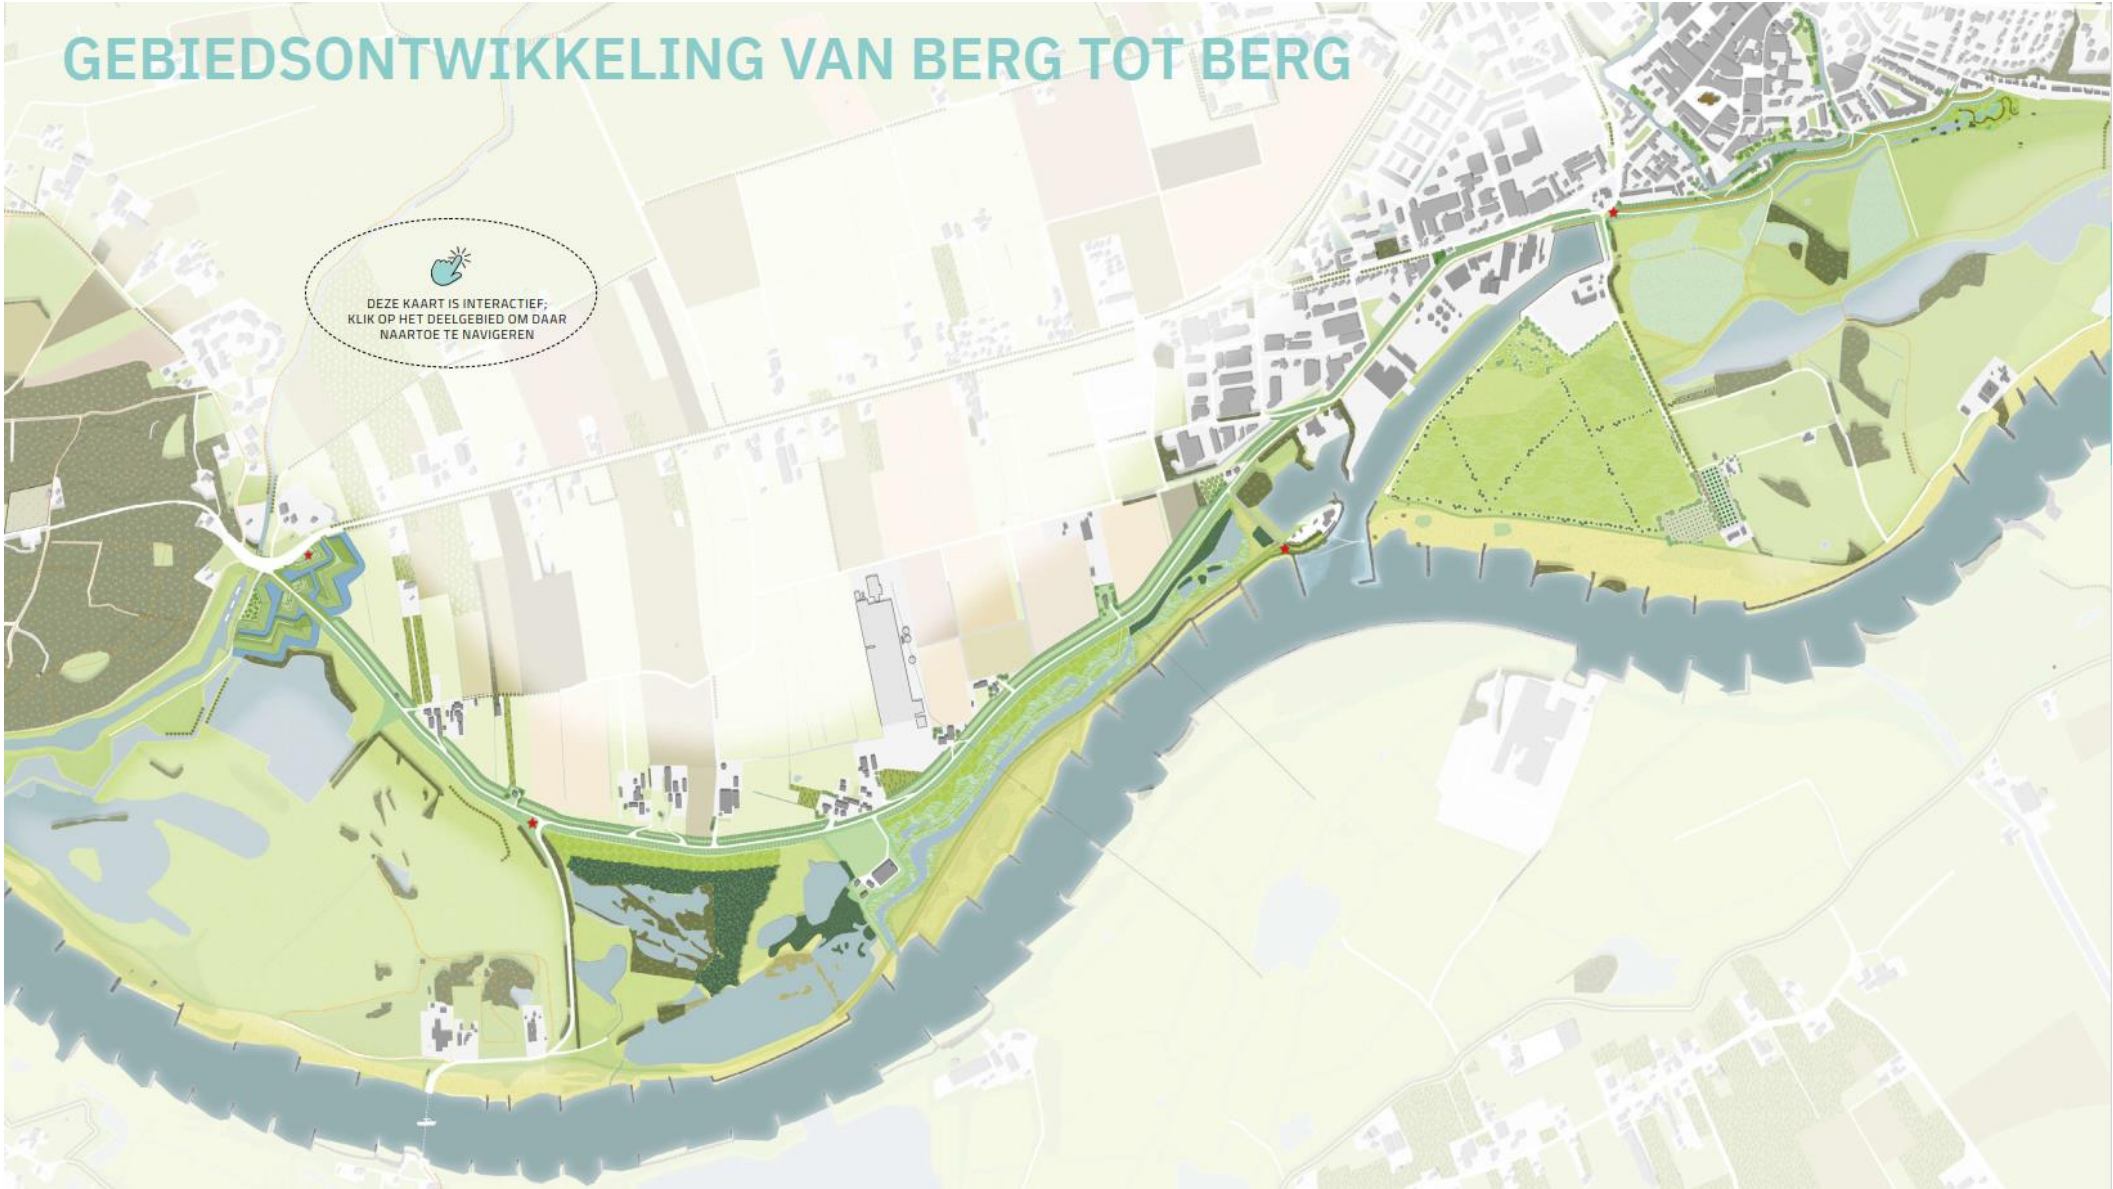 GEBIEDSONTWIKKELING VAN BERG TOT BERG
DEZE KAART IS INTERACTIEF;
KLIK OP HET DEELGEBIED OM DAAR
NAARTOE TE NAVIGEREN